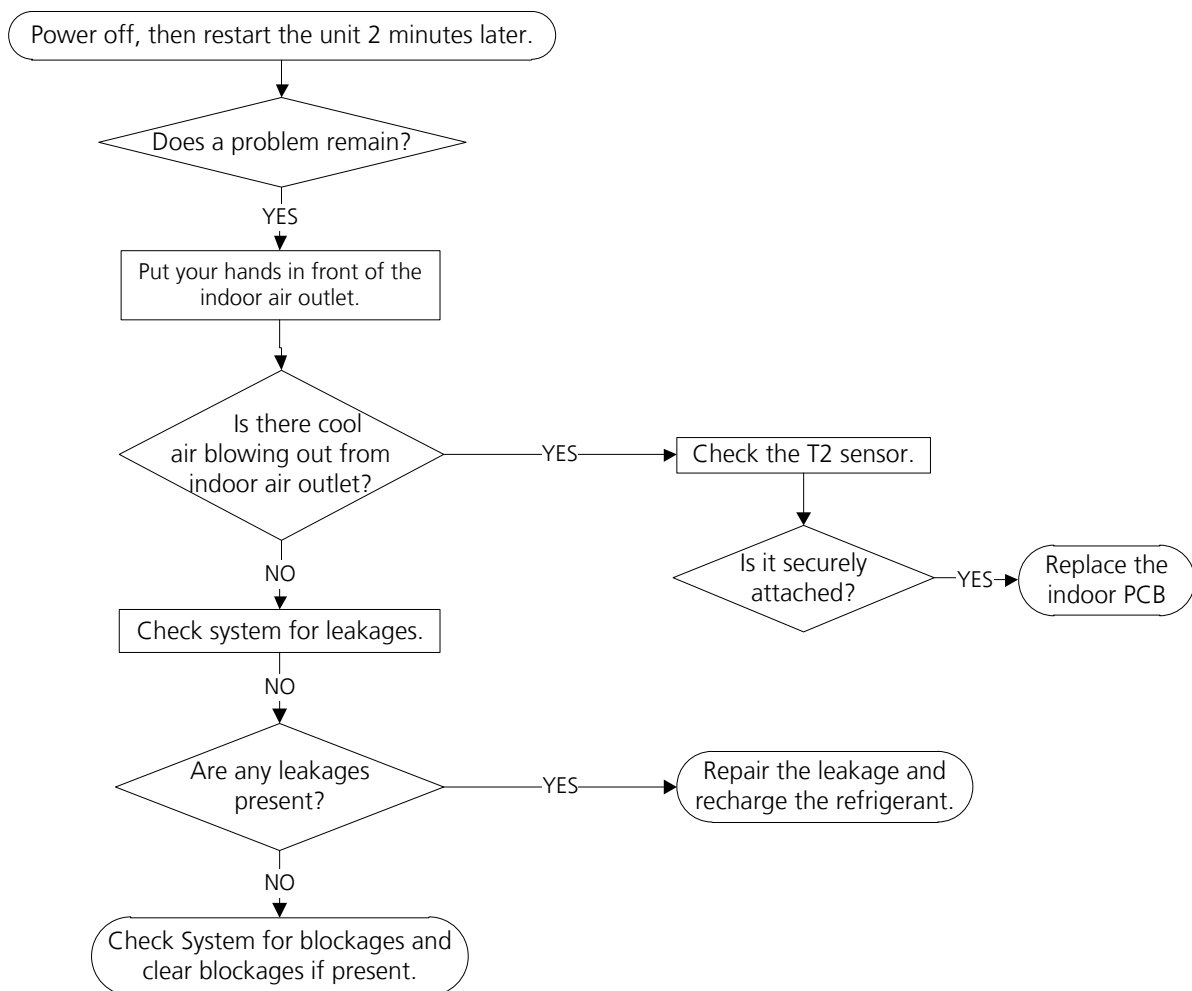 Power off, then restart the unit 2 minutes later.
Does a problem remain?
YES
Put your hands in front of the
indoor air outlet.
Is there cool
air blowing out from
indoor air outlet?
YES
Check the T2 sensor.
Is it securely
attached?
YES
Replace the
indoor PCB
NO
Check system for leakages.
NO
Are any leakages
present?
YES
Repair the leakage and
recharge the refrigerant.
NO
Check System for blockages and
clear blockages if present.